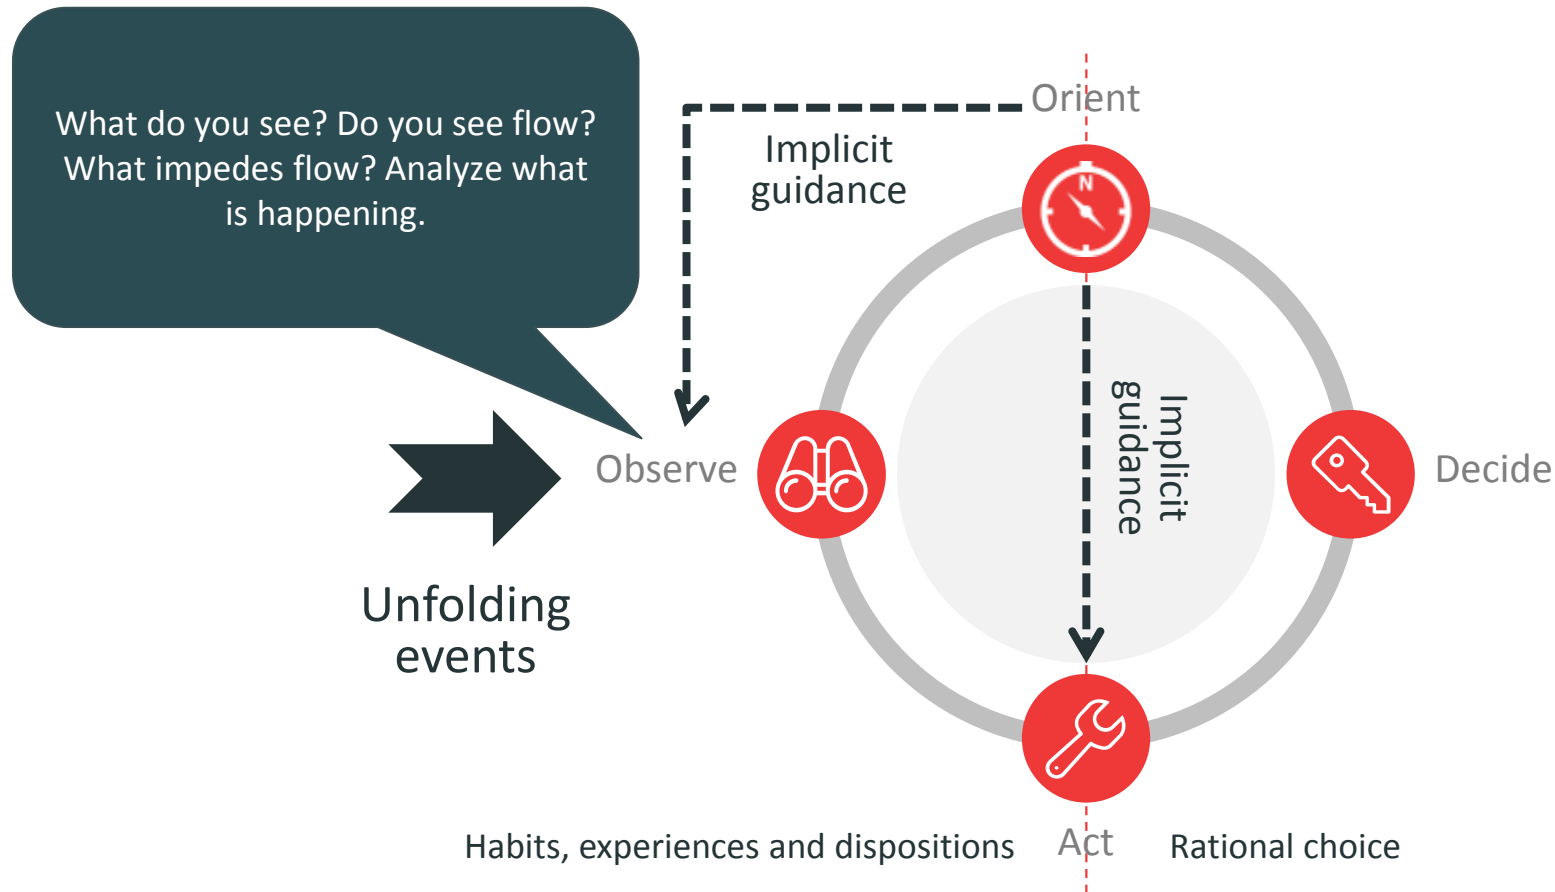 What do you see? Do you see flow?
What impedes flow? Analyze what
is happening.
Orient
Implicit
guidance
N
Implicit
guidance
Observe
Decide
Unfolding
events
Habits, experiences and dispositions
Act
Rational choice